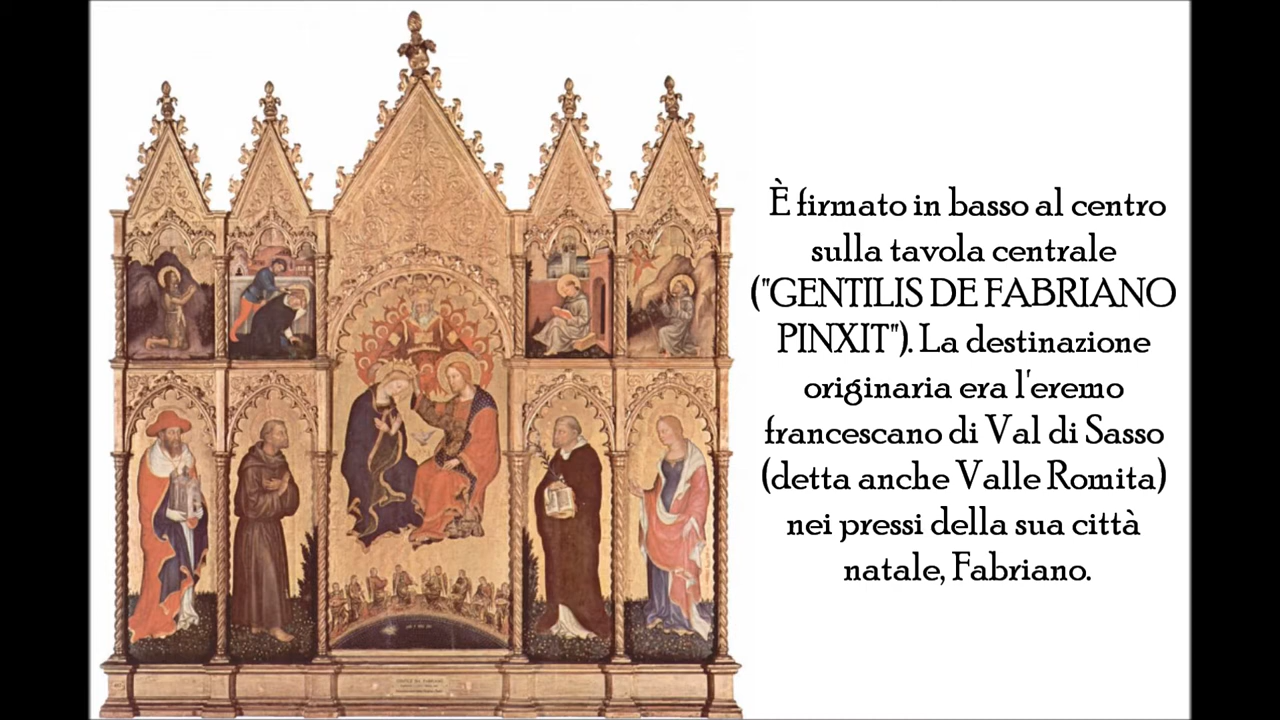 È firmato in basso al centro
sulla tavola centrale
("GENTILIS DE FABRIANO
PINXIT"). La destinazione
originaria era l'eremo
francescano di Val di Sasso
(detta anche Valle Romita)
nei pressi della sua città
natale, Fabriano.